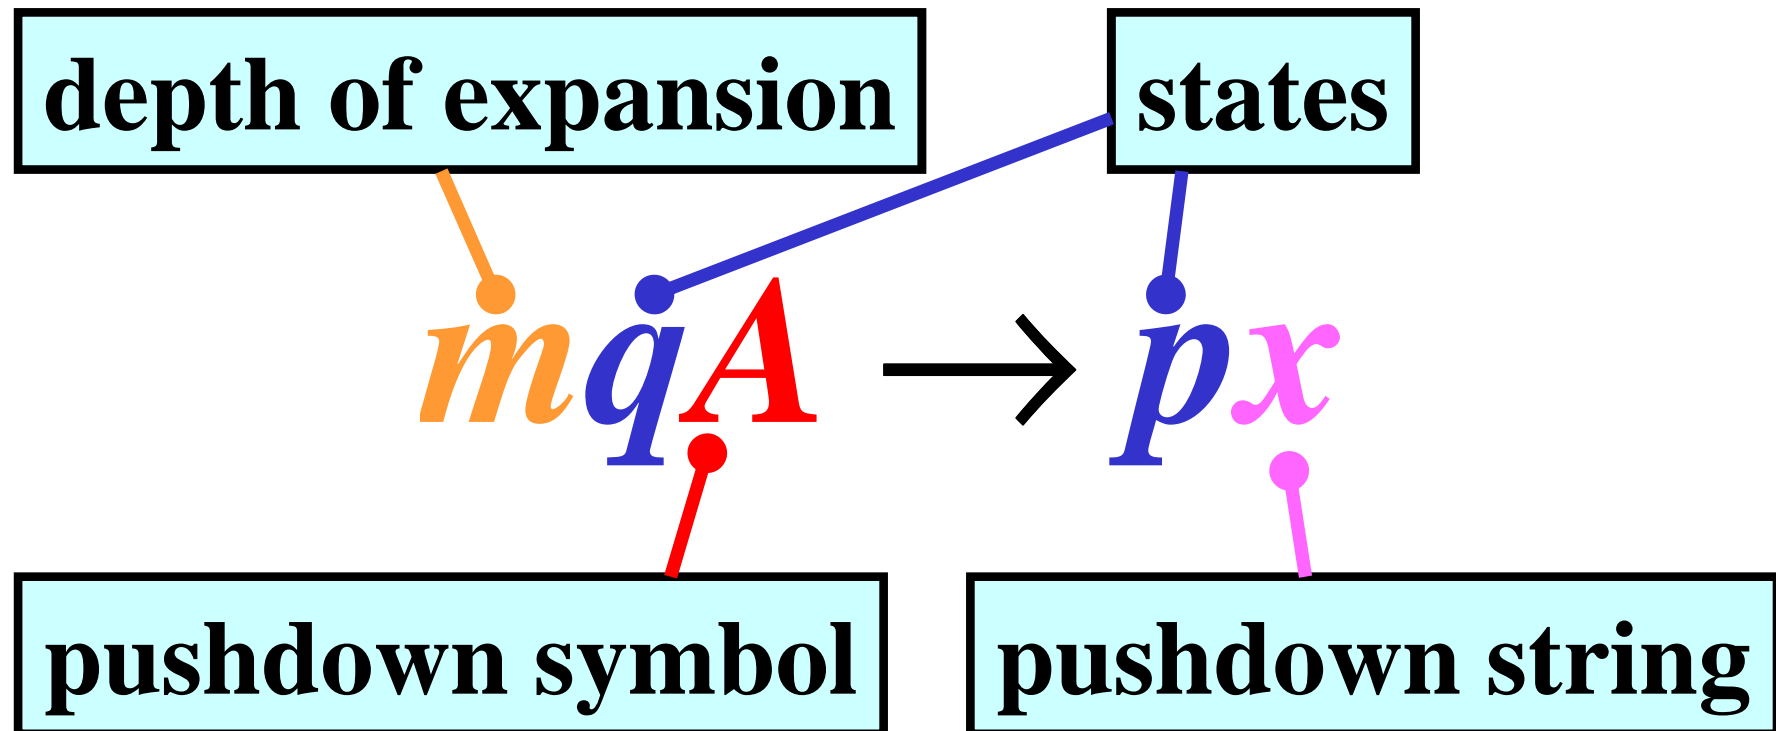 depth of expansion states
mqA → px
pushdown symbol pushdown string